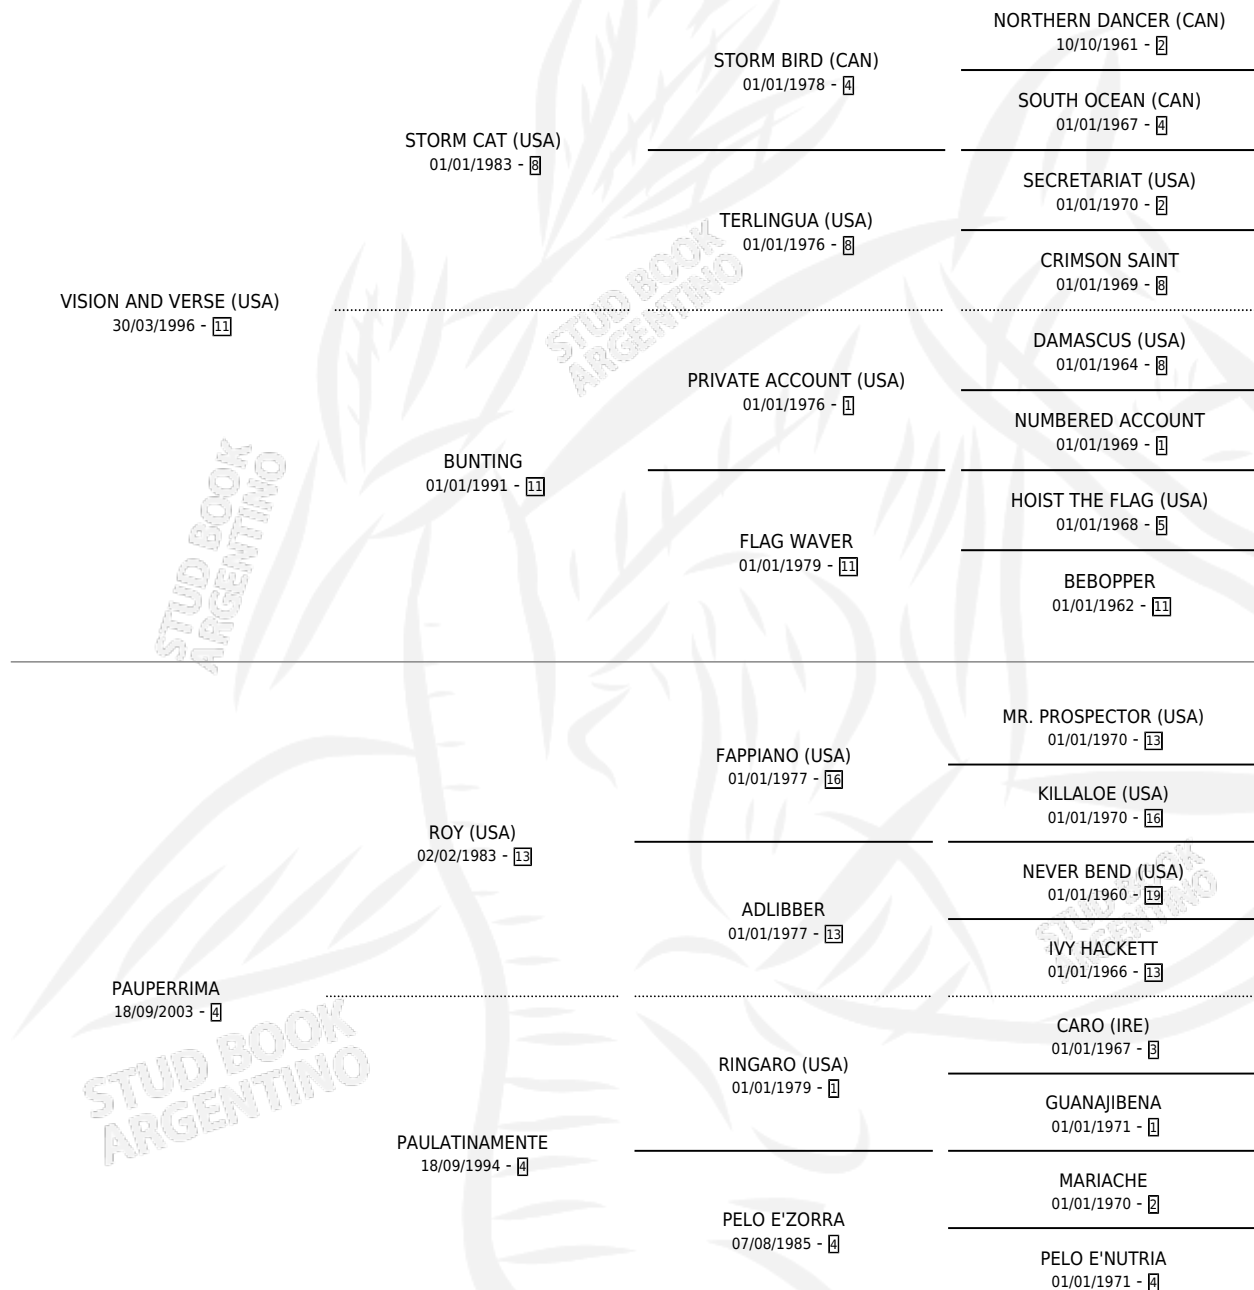 NORTHERN DANCER (CAN)
10/10/1961 - 2
STORM BIRD (CAN)
01/01/1978 - 4
SOUTH OCEAN (CAN)
01/01/1967 - 4
STORM CAT (USA)
01/01/1983 - 8
SECRETARIAT (USA)
01/01/1970 - 2
TERLINGUA (USA)
01/01/1976 - 8
CRIMSON SAINT
01/01/1969 - 8
VISION AND VERSE (USA)
30/03/1996 - 11
DAMASCUS (USA)
01/01/1964 - 8
PRIVATE ACCOUNT (USA)
01/01/1976 - 1
NUMBERED ACCOUNT
01/01/1969 - 1
BUNTING
01/01/1991 - 11
HOIST THE FLAG (USA)
01/01/1968 - 5
FLAG WAVER
01/01/1979 - 11
BEBOPPER
01/01/1962 - 11
MR. PROSPECTOR (USA)
01/01/1970 - 13
FAPPIANO (USA)
01/01/1977 - 16
KILLALOE (USA)
01/01/1970 - 16
ROY (USA)
02/02/1983 - 13
NEVER BEND (USA)
01/01/1960 - 19
ADLIBBER
01/01/1977 - 13
IVY HACKETT
01/01/1966 - 13
PAUPERRIMA
18/09/2003 - 4
CARO (IRE)
01/01/1967 - 3
RINGARO (USA)
01/01/1979 - 1
GUANAJIBENA
01/01/1971 - 1
PAULATINAMENTE
18/09/1994 - 4
MARIACHE
01/01/1970 - 2
PELO E'ZORRA
07/08/1985 - 4
PELO E'NUTRIA
01/01/1971 - 4
STUD BOOK
ARGENTINO
STUD BOOK
ARGENTINO
STUD BOOK
ARGENTINO
STUD BOOK
ARGENTINO